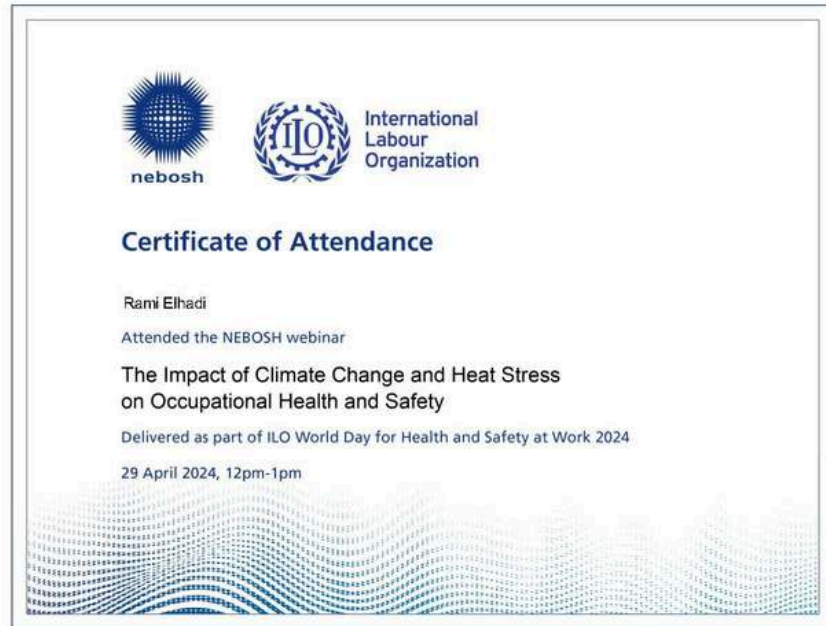 nebosh
ILO
International
Labour
Organization
Certificate of Attendance
Rami Elhadi
Attended the NEBOSH webinar
The Impact of Climate Change and Heat Stress
on Occupational Health and Safety
Delivered as part of ILO World Day for Health and Safety at Work 2024
29 April 2024, 12pm-1pm